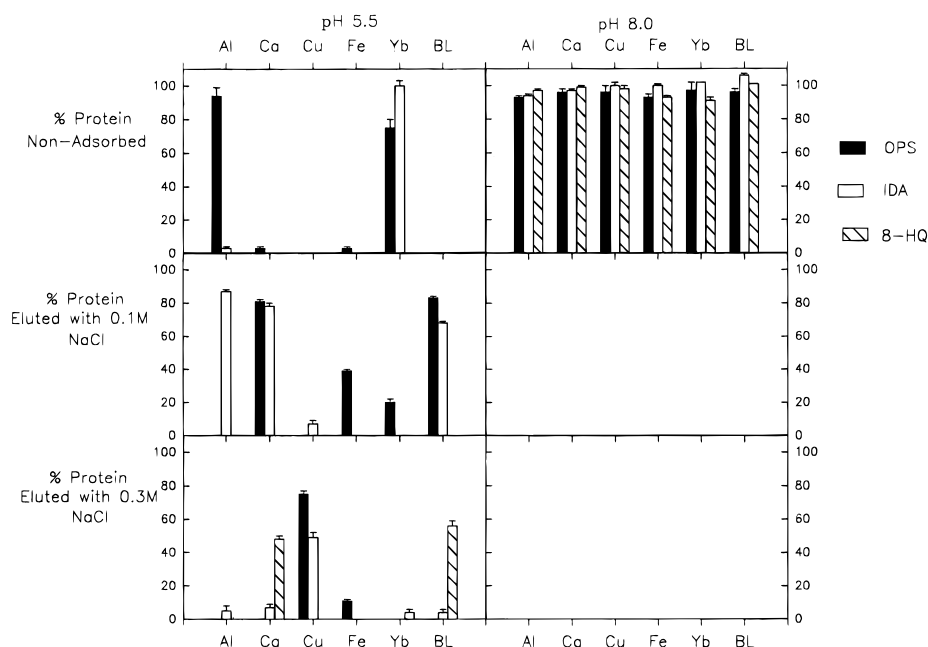 pH 5.5 pH 8.0
Al Ca Cu Fe Yb BL Al Ca Cu Fe Yb BL
% Protein
Non-Adsorbed
100 100
80 80
60 60
40 40
20 20
0 0
OPS
IDA
8-HQ
% Protein
Eluted with 0.1M
NaCl
100 100
80 80
60 60
40 40
20 20
0 0
% Protein
Eluted with 0.3M
NaCl
100 100
80 80
60 60
40 40
20 20
0 0
Al Ca Cu Fe Yb BL Al Ca Cu Fe Yb BL